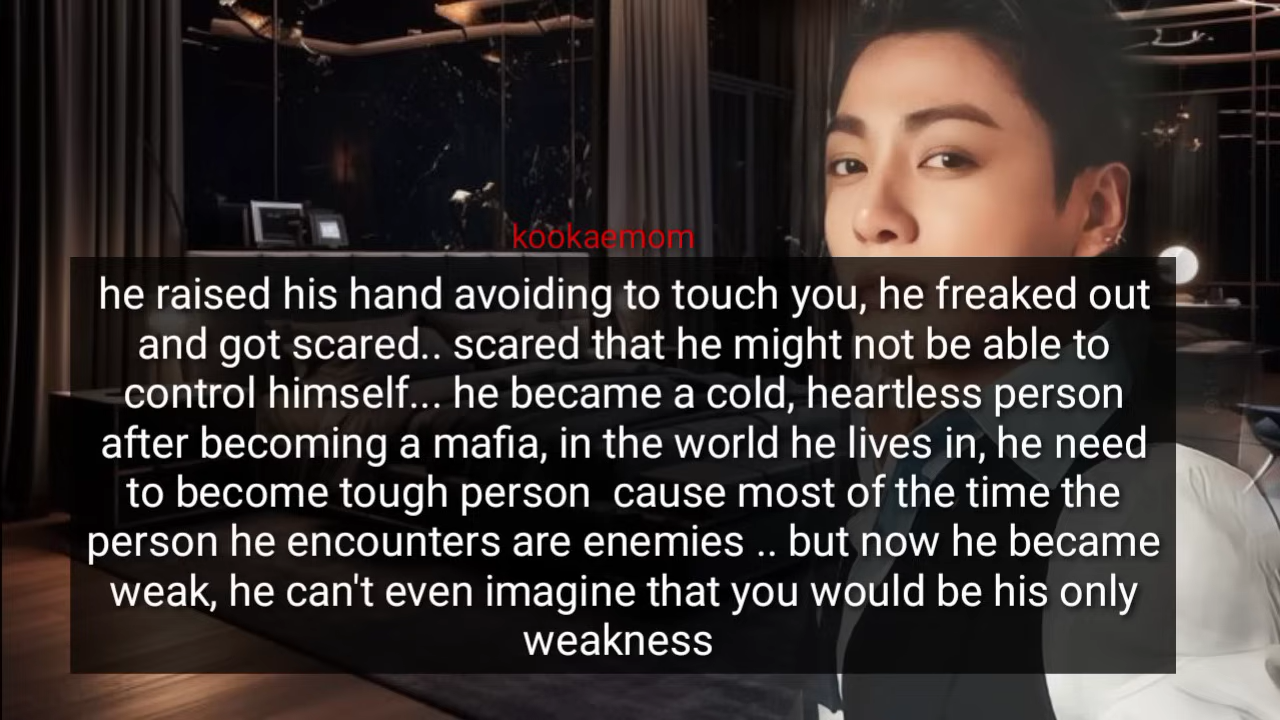 kookaemom
he raised his hand avoiding to touch you, he freaked out
and got scared.. scared that he might not be able to
control himself... he became a cold, heartless person
after becoming a mafia, in the world he lives in, he need
to become tough person  cause most of the time the
person he encounters are enemies .. but now he became
weak, he can't even imagine that you would be his only
weakness